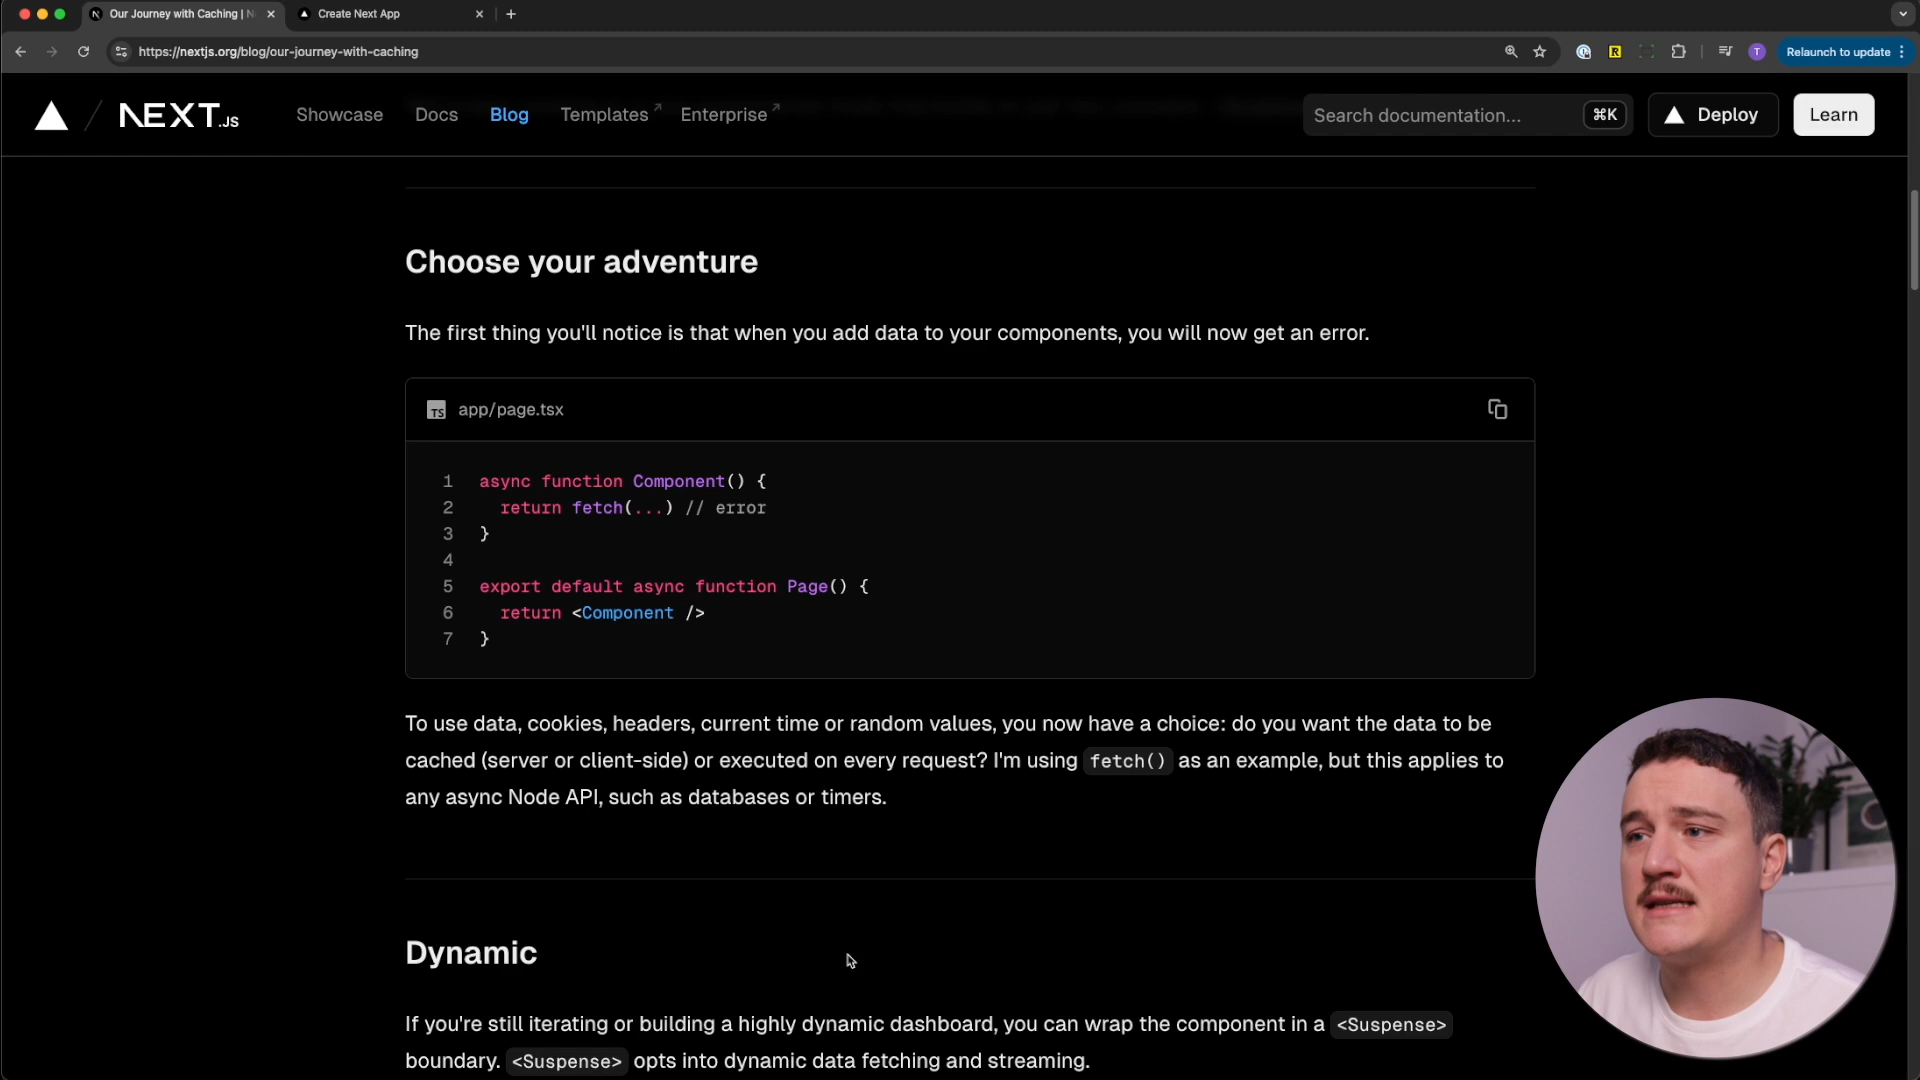 Our Journey with Caching | N
Create Next App
https://nextjs.org/blog/our-journey-with-caching
R
T
Relaunch to update
NEXT.JS
Showcase
Docs
Blog
Templates
Enterprise
Search documentation...
⌘K
Deploy
Learn
Choose your adventure
The first thing you'll notice is that when you add data to your components, you will now get an error.
TS app/page.tsx
1 async function Component() {
2 return fetch(...) // error
3 }
4
5 export default async function Page() {
6 return <Component />
7 }
To use data, cookies, headers, current time or random values, you now have a choice: do you want the data to be
cached (server or client-side) or executed on every request? I'm using fetch() as an example, but this applies to
any async Node API, such as databases or timers.
Dynamic
If you're still iterating or building a highly dynamic dashboard, you can wrap the component in a <Suspense>
boundary. <Suspense> opts into dynamic data fetching and streaming.